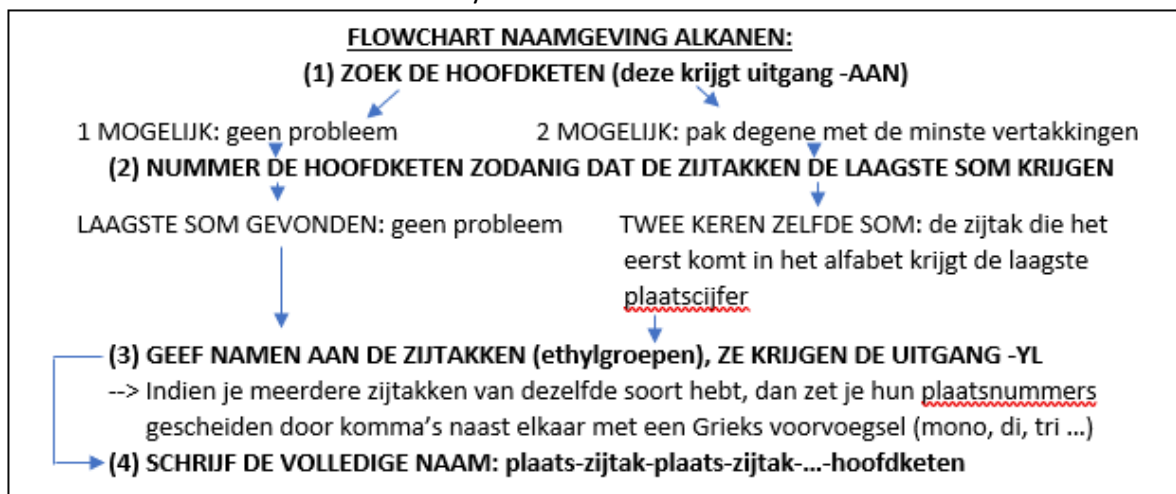 FLOWCHART NAAMGEVING ALKANEN:
(1) ZOEK DE HOOFDKETEN (deze krijgt uitgang -AAN)
1 MOGELIJK: geen probleem 2 MOGELIJK: pak degene met de minste vertakkingen
(2) NUMMER DE HOOFDKETEN ZODANIG DAT DE ZIJTAKKEN DE LAAGSTE SOM KRIJGEN
LAAGSTE SOM GEVONDEN: geen probleem TWEE KEREN ZELFDE SOM: de zijtak die het
eerst komt in het alfabet krijgt de laagste
plaatscijfer
(3) GEEF NAMEN AAN DE ZIJTAKKEN (ethylgroepen), ZE KRIJGEN DE UITGANG -YL
--> Indien je meerdere zijtakken van dezelfde soort hebt, dan zet je hun plaatsnummers
gescheiden door komma's naast elkaar met een Grieks voorvoegsel (mono, di, tri ...)
(4) SCHRIJF DE VOLLEDIGE NAAM: plaats-zijtak-plaats-zijtak-...-hoofdketen